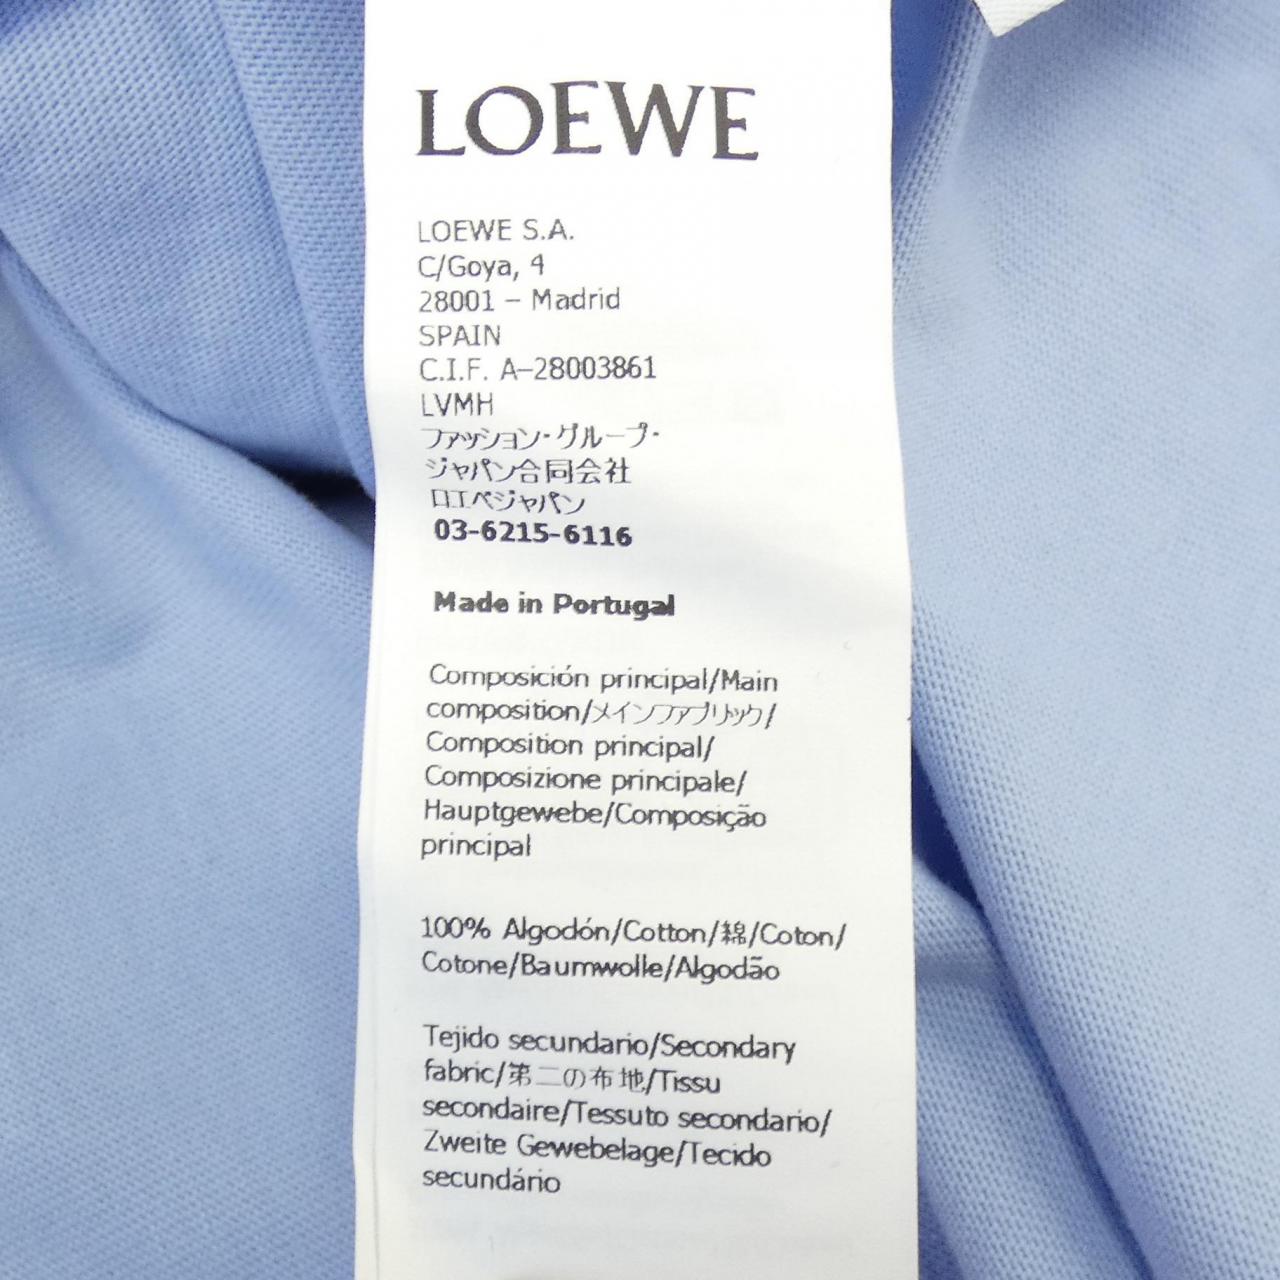 LOEWE
LOEWE S.A.
C/Goya, 4
28001 – Madrid
SPAIN
C.I.F. A–28003861
LVMH
ファッション・グループ・
ジャパン合同会社
ロエベジャパン
03-6215-6116
Made in Portugal
Composición principal/Main
composition/メインファブリック/
Composition principal/
Composizione principale/
Hauptgewebe/Composição
principal
100% Algodón/Cotton/綿/Coton/
Cotone/Baumwolle/Algodão
Tejido secundario/Secondary
fabric/第二の布地/Tissu
secondaire/Tessuto secondario/
Zweite Gewebelage/Tecido
secundário